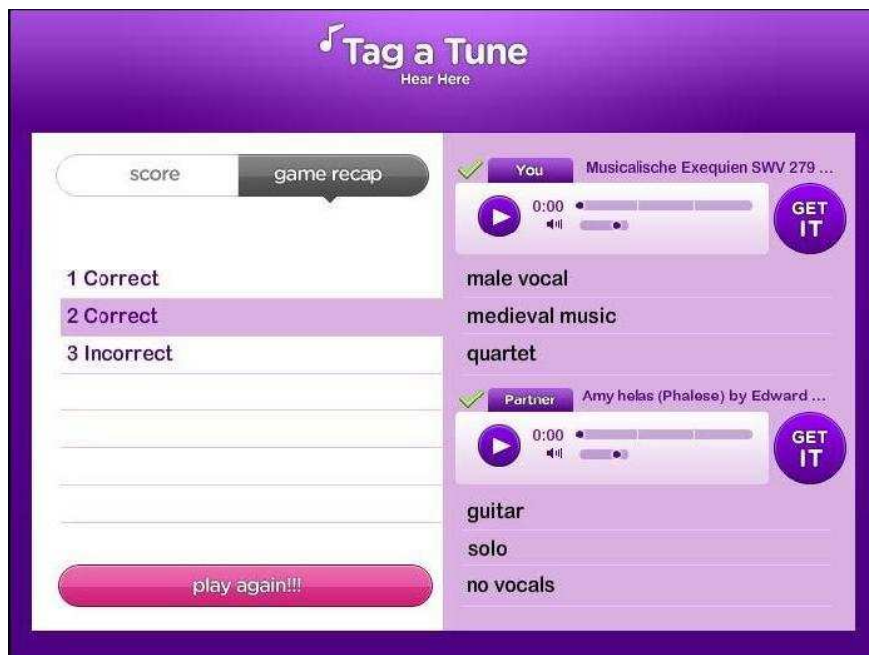 Tag a Tune
Hear Here
score
game recap
1 Correct
2 Correct
3 Incorrect
play again!!!
You
Musicalische Exequien SWV 279 ...
0:00
GET
IT
male vocal
medieval music
quartet
Partner
Amy helas (Phalese) by Edward ...
0:00
GET
IT
guitar
solo
no vocals